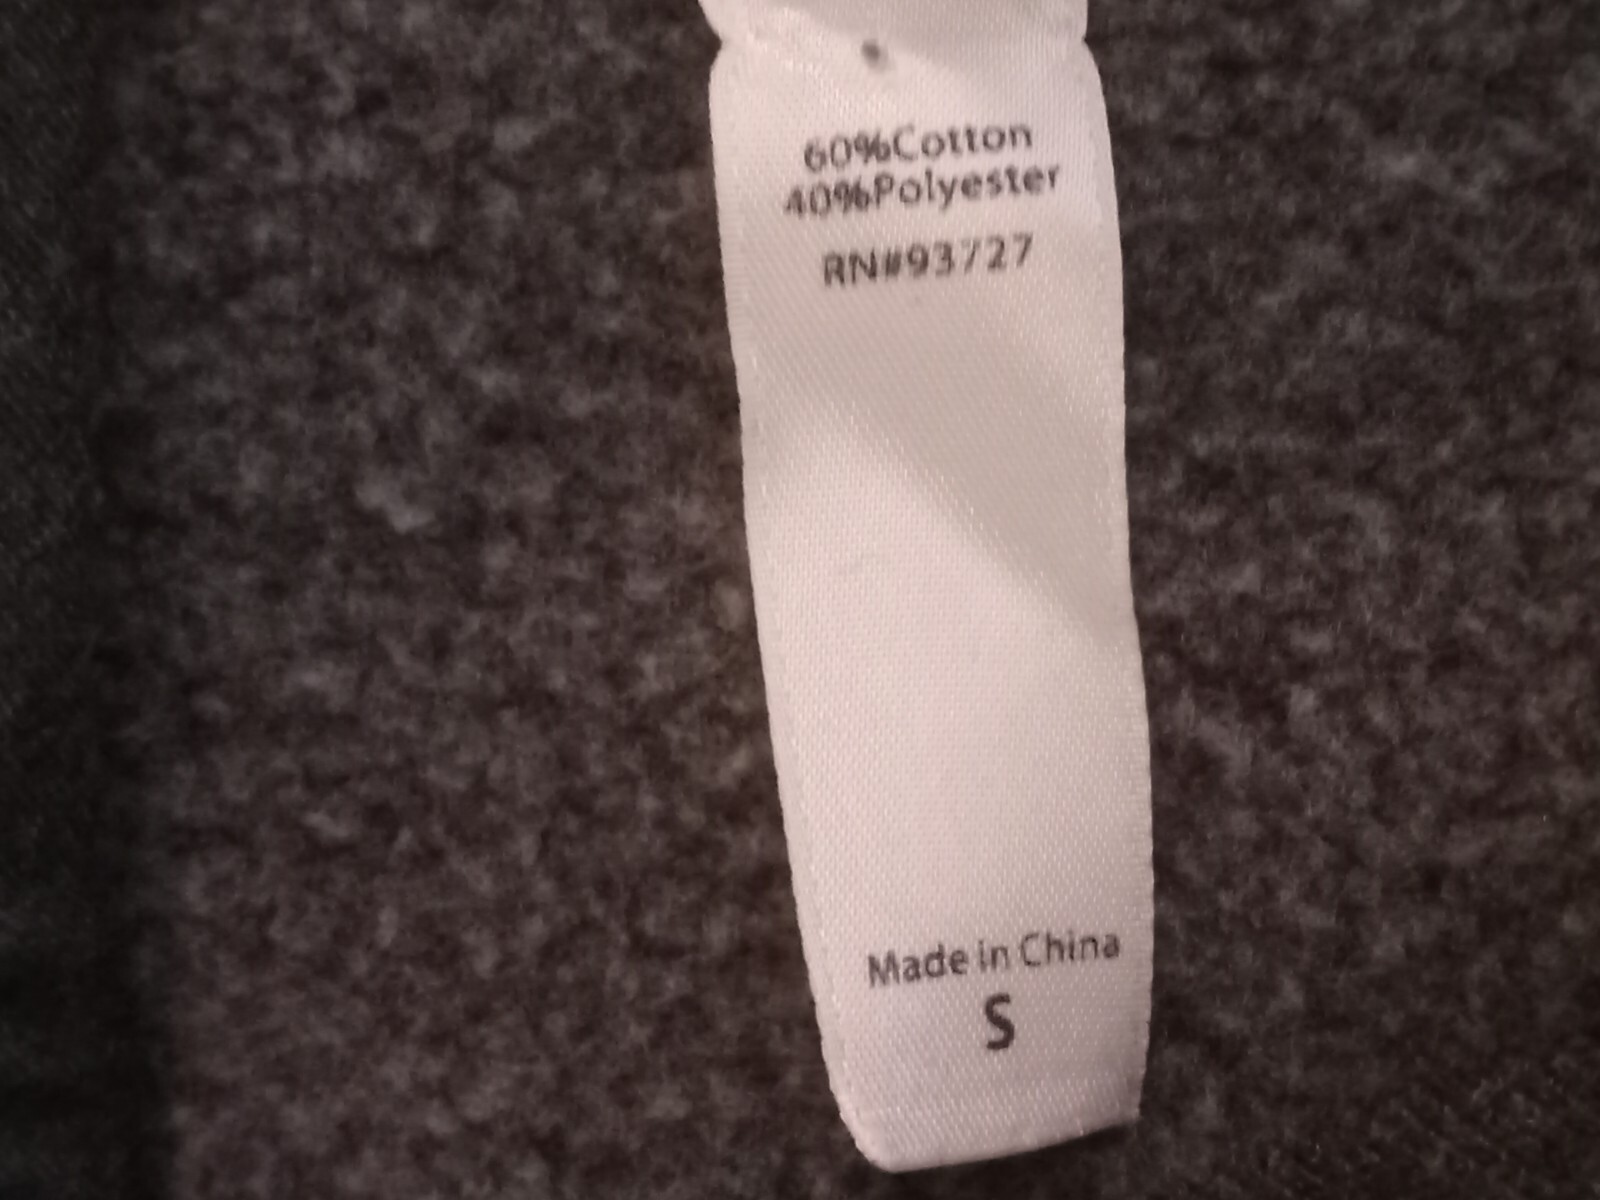 60%Cotton
40%Polyester
RN#93727
Made in China
S